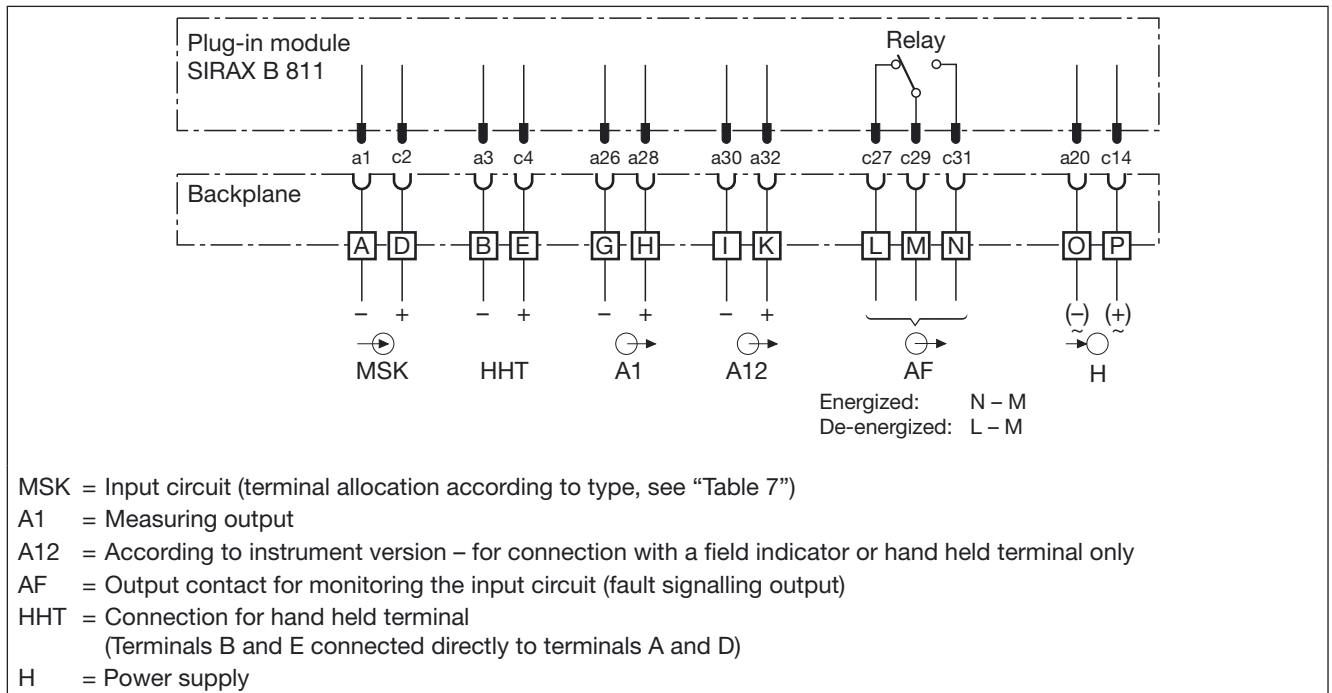 Plug-in module
SIRAX B 811
Relay
a1 c2 a3 c4 a26 a28 a30 a32 c27 c29 c31 a20 c14
Backplane
A D B E G H I K L M N O P
– + – + – + – + (–) (+)
~ ~
MSK HHT A1 A12 AF H
Energized: N – M
De-energized: L – M
MSK = Input circuit (terminal allocation according to type, see “Table 7”)
A1 = Measuring output
A12 = According to instrument version – for connection with a field indicator or hand held terminal only
AF = Output contact for monitoring the input circuit (fault signalling output)
HHT = Connection for hand held terminal
(Terminals B and E connected directly to terminals A and D)
H = Power supply